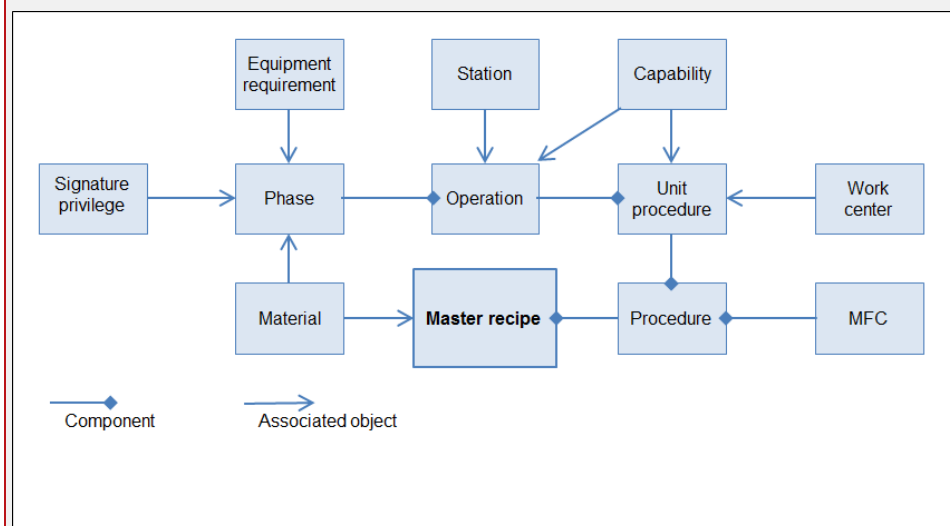 Equipment
requirement
Station
Capability
Signature
privilege
Phase
Operation
Unit
procedure
Work
center
Material
Master recipe
Procedure
MFC
Component
Associated object